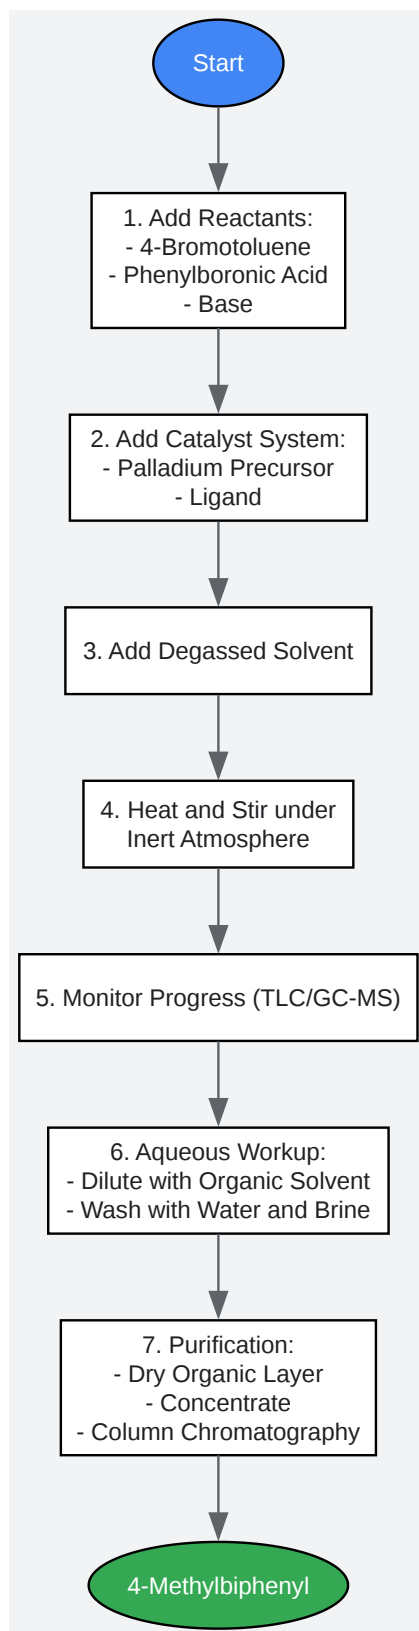 Start
1. Add Reactants:
- 4-Bromotoluene
- Phenylboronic Acid
- Base
2. Add Catalyst System:
- Palladium Precursor
- Ligand
3. Add Degassed Solvent
4. Heat and Stir under
Inert Atmosphere
5. Monitor Progress (TLC/GC-MS)
6. Aqueous Workup:
- Dilute with Organic Solvent
- Wash with Water and Brine
7. Purification:
- Dry Organic Layer
- Concentrate
- Column Chromatography
4-Methylbiphenyl